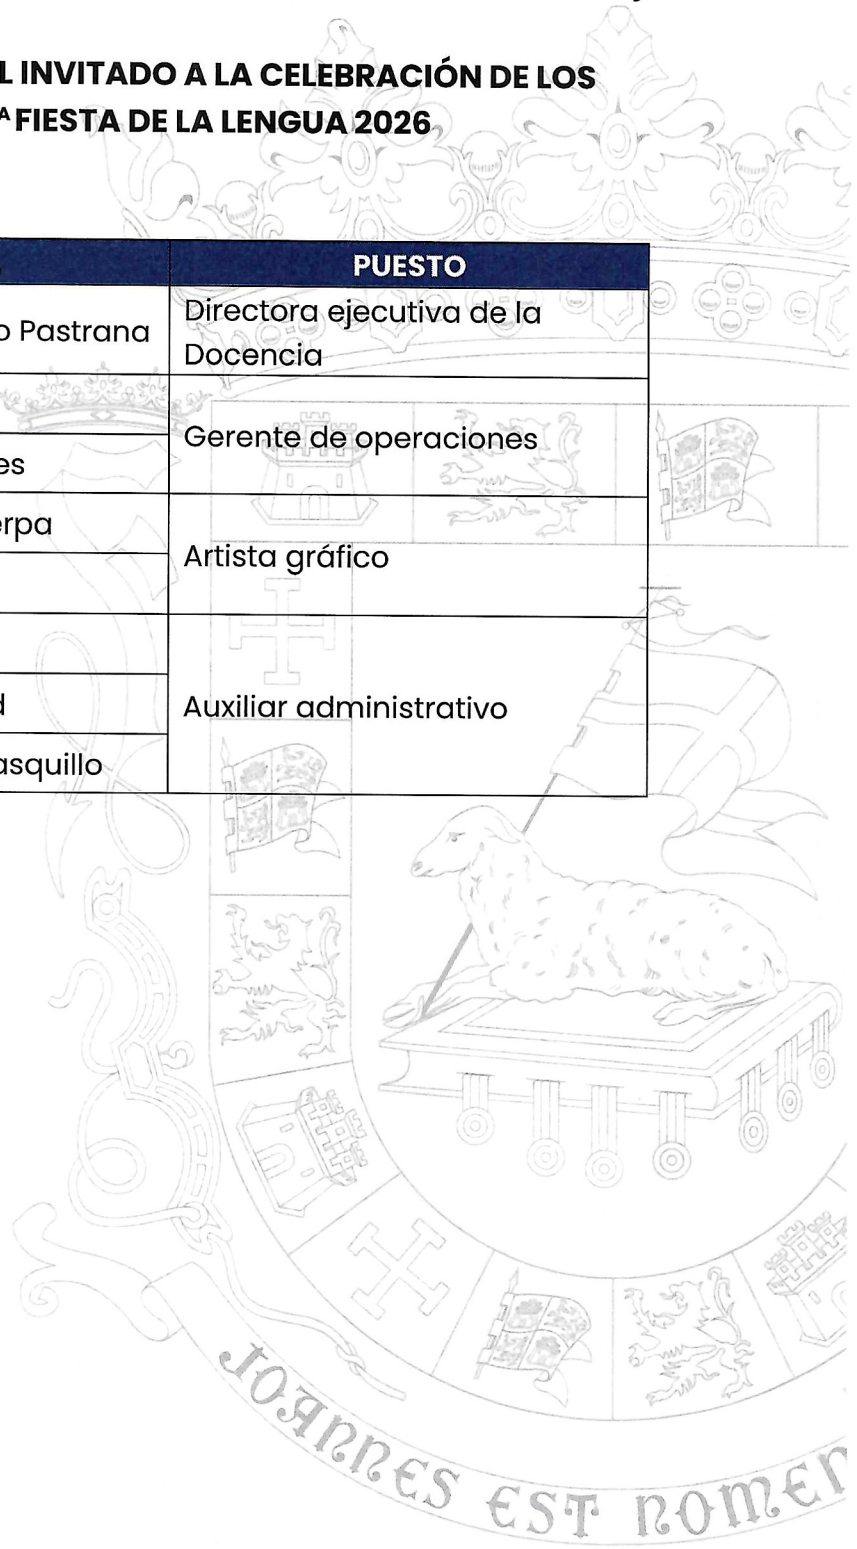 L INVITADO A LA CELEBRACIÓN DE LOS
ᴬ FIESTA DE LA LENGUA 2026
PUESTO
o Pastrana
Directora ejecutiva de la
Docencia
Gerente de operaciones
es
erpa
Artista gráfico
d
Auxiliar administrativo
asquillo
JOANNES EST NOMEN